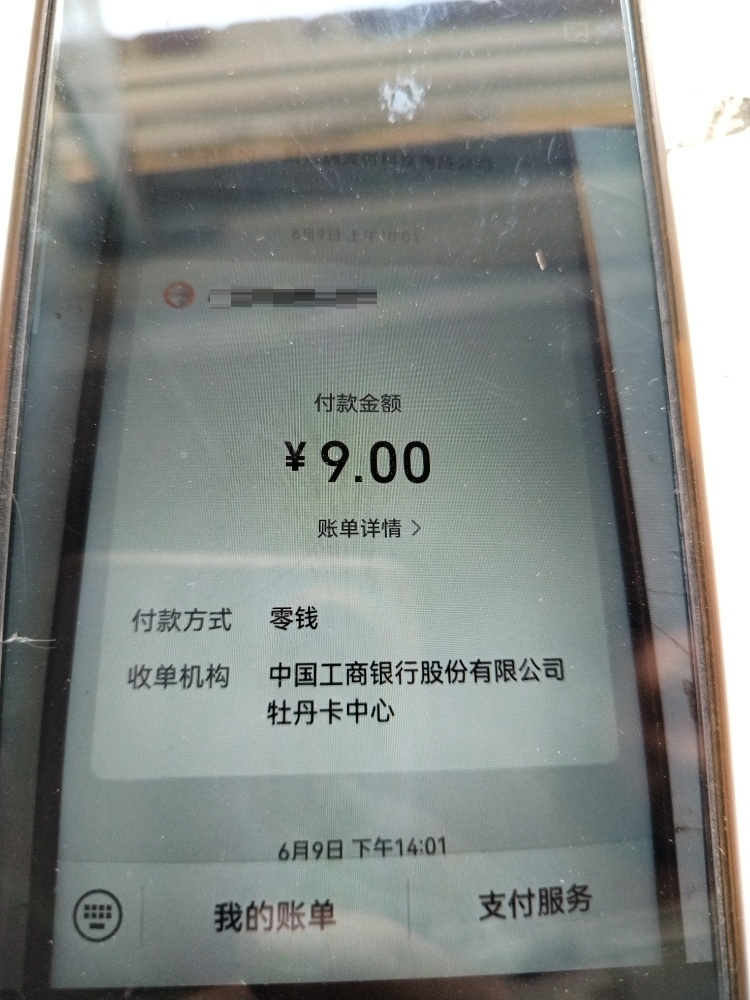 6月9日 上午10:01
付款金额
¥9.00
账单详情
付款方式 零钱
收单机构 中国工商银行股份有限公司
牡丹卡中心
6月9日 下午14:01
我的账单 支付服务